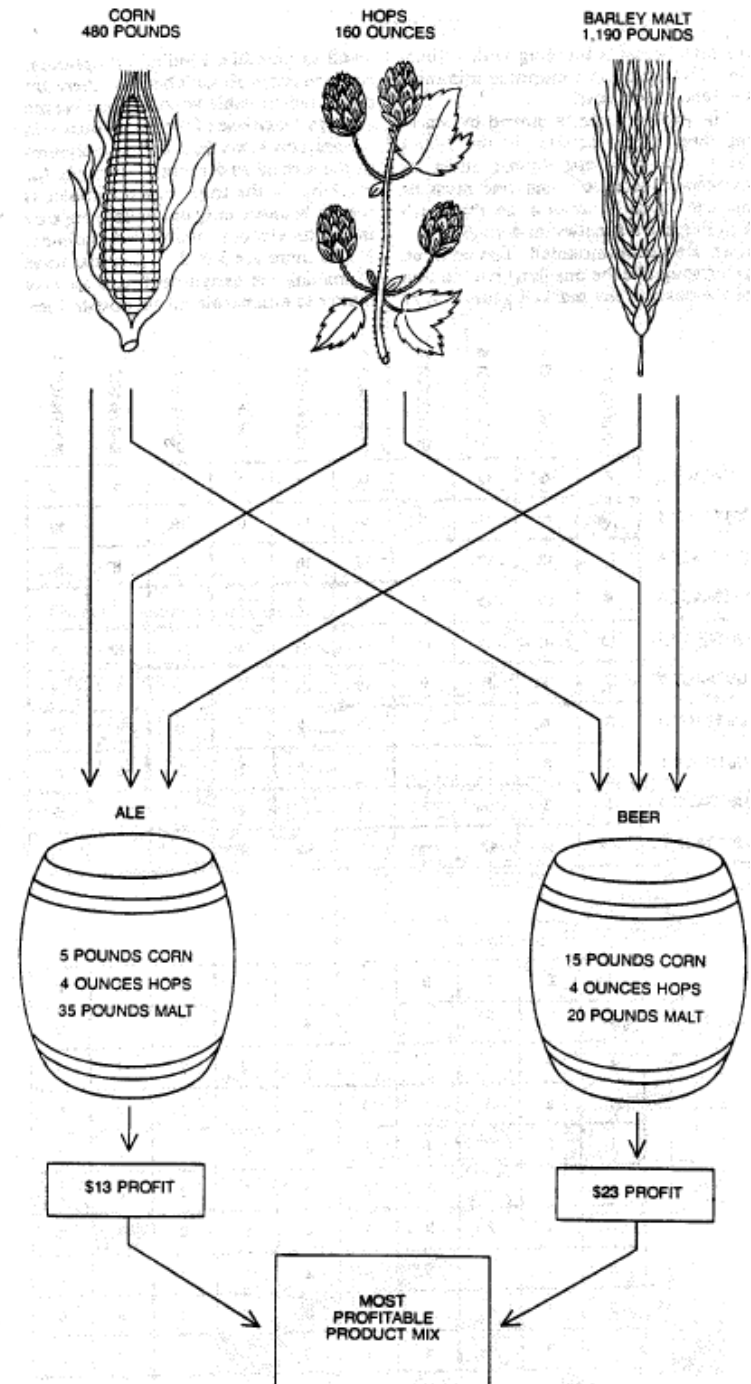 CORN
480 POUNDS
HOPS
160 OUNCES
BARLEY MALT
1,190 POUNDS
ALE
5 POUNDS CORN
4 OUNCES HOPS
35 POUNDS MALT
BEER
15 POUNDS CORN
4 OUNCES HOPS
20 POUNDS MALT
$13 PROFIT
$23 PROFIT
MOST
PROFITABLE
PRODUCT MIX